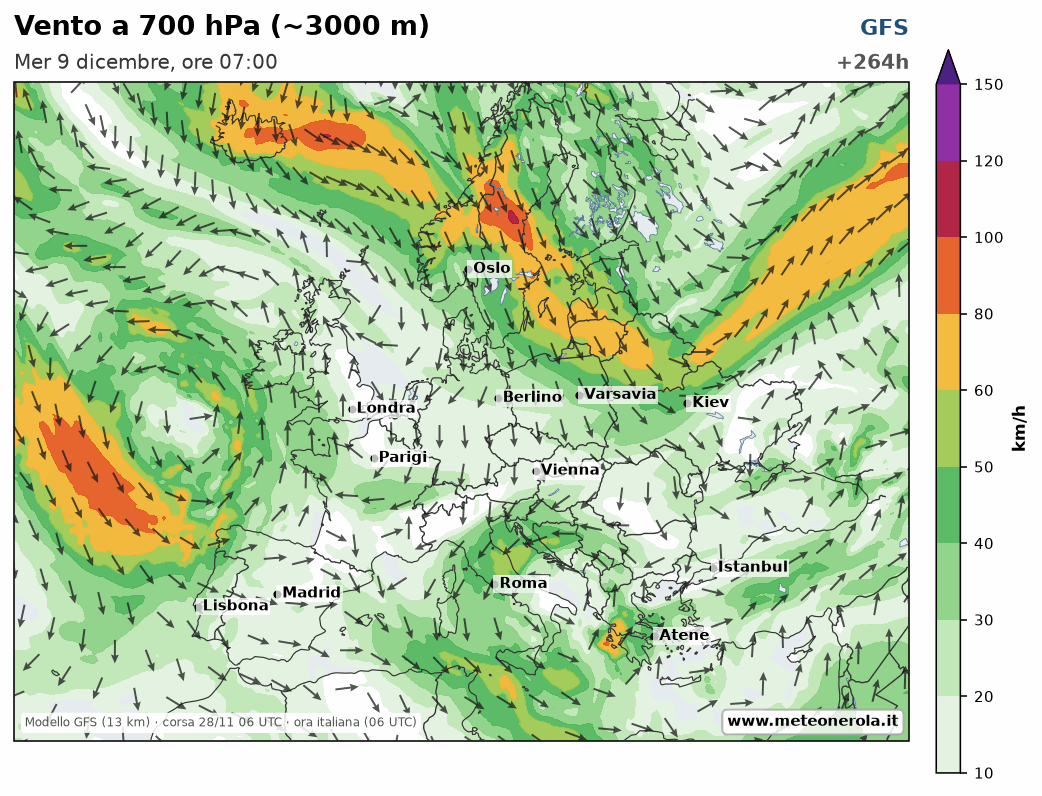 Vento a 700 hPa (~3000 m)
GFS
Mer 9 dicembre, ore 07:00
+264h
150
120
100
80
60
50
40
30
20
10
km/h
Oslo
Londra
Berlino
Varsavia
Kiev
Parigi
Vienna
Istanbul
Roma
Madrid
Lisbona
Atene
Modello GFS (13 km) · corsa 28/11 06 UTC · ora italiana (06 UTC)
www.meteonerola.it